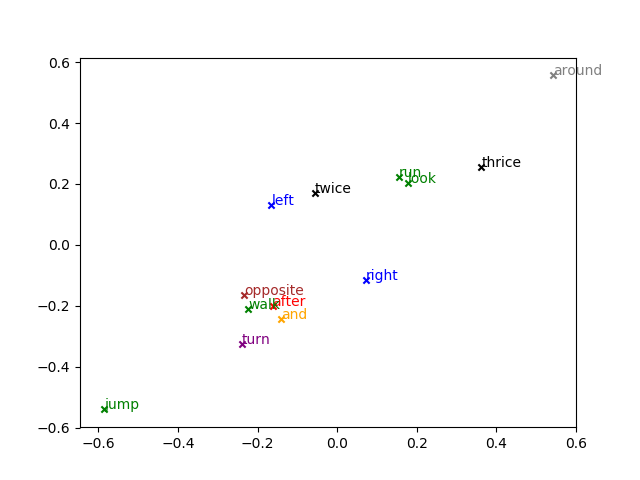 0.6
around
0.4
run
look
thrice
0.2
twice
left
0.0
right
opposite
−0.2
walk
after
and
turn
−0.4
jump
−0.6
−0.6 −0.4 −0.2 0.0 0.2 0.4 0.6